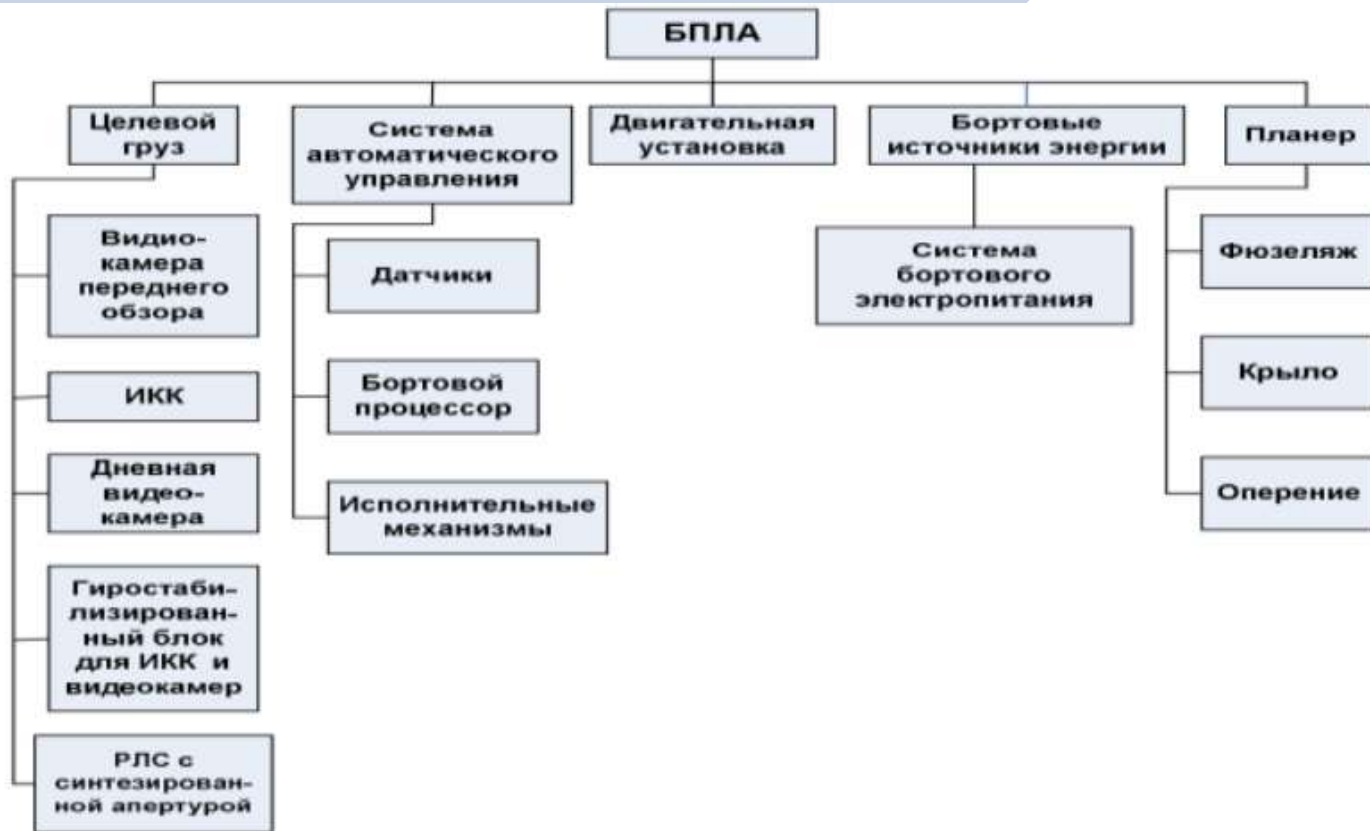 БПЛА
Целевой
груз
Система
автоматического
управления
Двигательная
установка
Бортовые
источники энергии
Планер
Видио-
камера
переднего
обзора
ИКК
Дневная
видео-
камера
Гиростаби-
лизирован-
ный блок
для ИКК и
видеокамер
РЛС с
синтезирован-
ной апертурой
Датчики
Бортовой
процессор
Исполнительные
механизмы
Система
бортового
электропитания
Фюзеляж
Крыло
Оперение